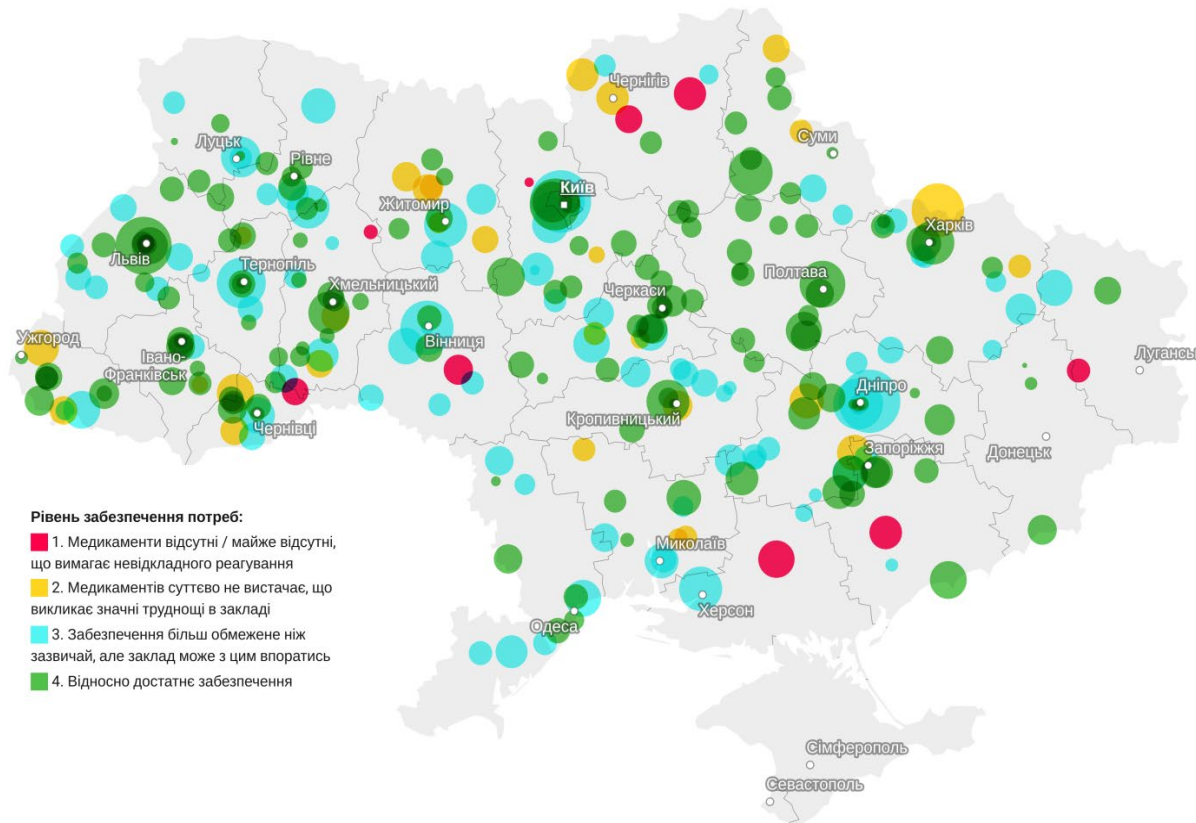 Чернігів
Суми
Луцьк
Рівне
Київ
Житомир
Харків
Львів
Тернопіль
Хмельницький
Полтава
Черкаси
Ужгород
Вінниця
Івано-
Франківськ
Луганськ
Дніпро
Кропивницький
Чернівці
Запоріжжя
Донецьк
Рівень забезпечення потреб:
1. Медикаменти відсутні / майже відсутні,
що вимагає невідкладного реагування
2. Медикаментів суттєво не вистачає, що
викликає значні труднощі в закладі
3. Забезпечення більш обмежене ніж
зазвичай, але заклад може з цим впоратись
4. Відносно достатнє забезпечення
Миколаїв
Херсон
Одеса
Сімферополь
Севастополь